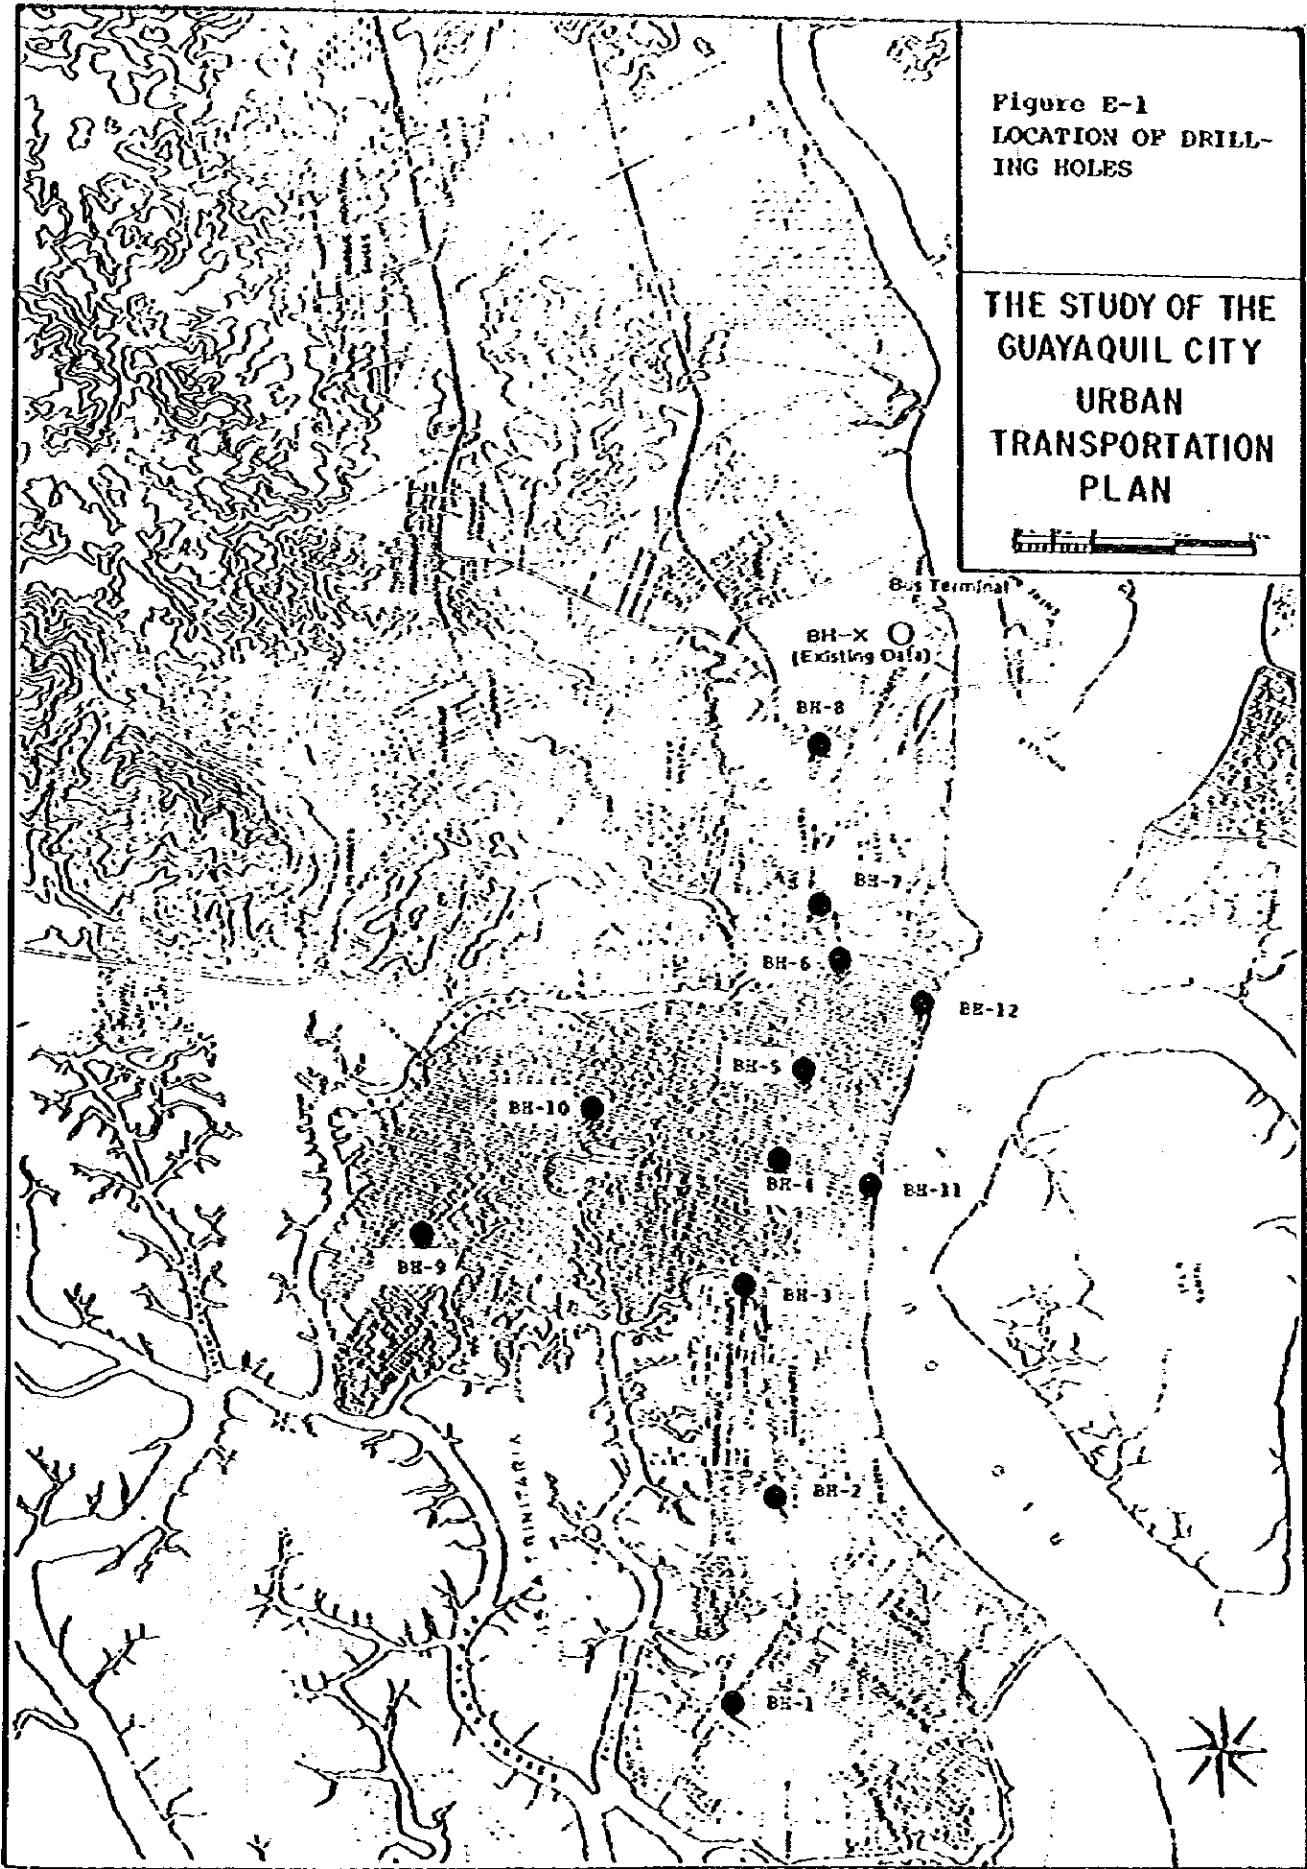 Figure E-1
LOCATION OF DRILL-
ING HOLES
THE STUDY OF THE
GUAYAQUIL CITY
URBAN
TRANSPORTATION
PLAN
Bus Terminal
BH-X
(Existing Data)
BH-8
BH-7
BH-6
BH-12
BH-5
BH-10
BH-4
BH-11
BH-9
BH-3
BH-2
BH-1